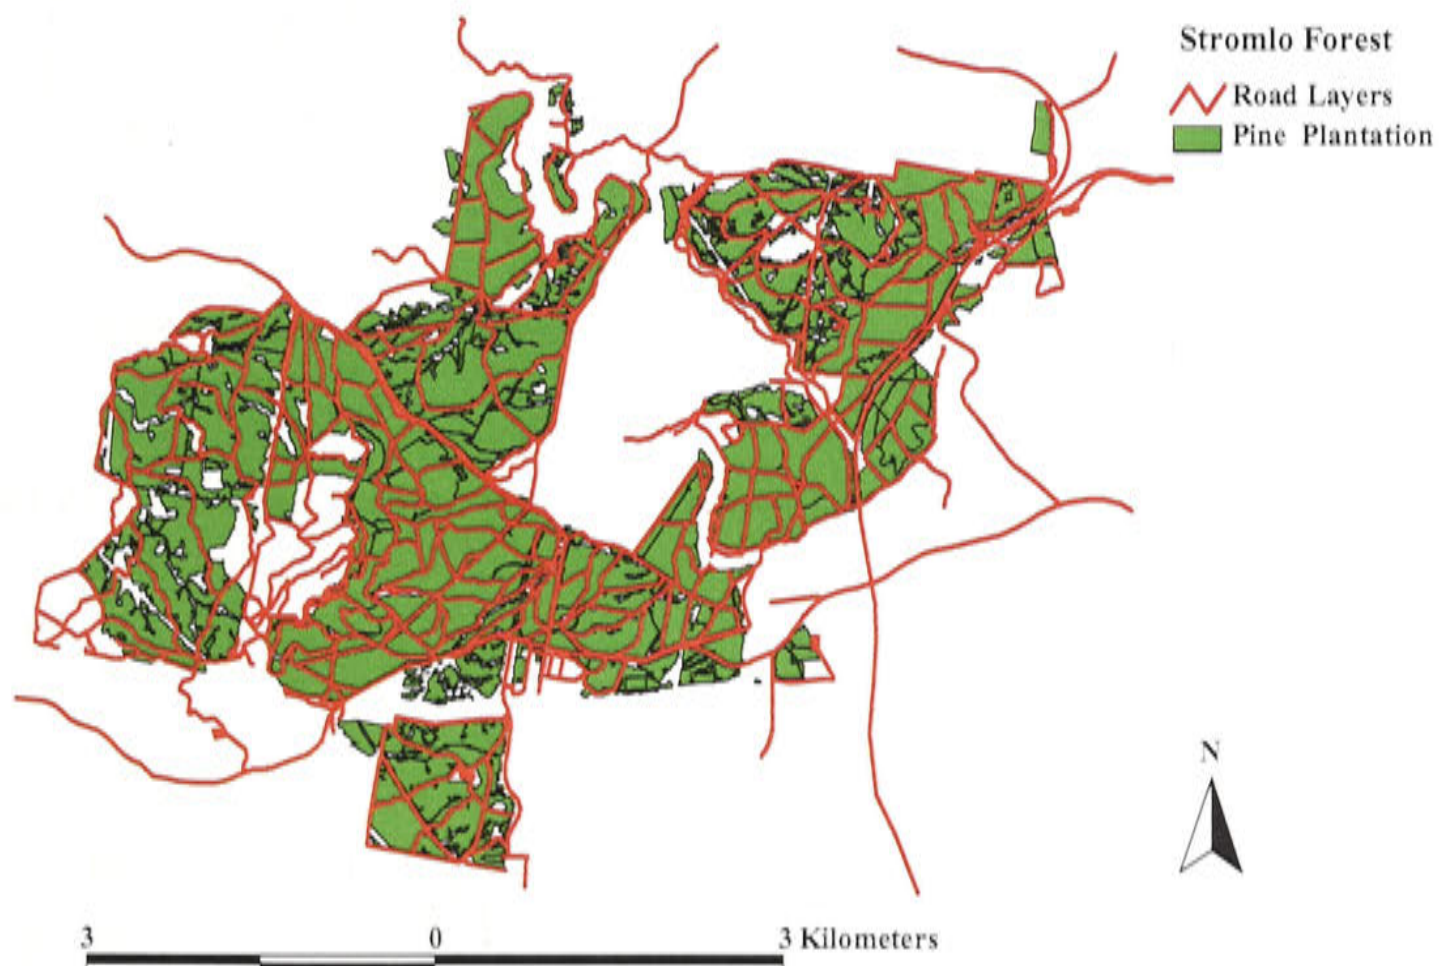 Stromlo Forest
Road Layers
Pine Plantation
N
3 0 3 Kilometers